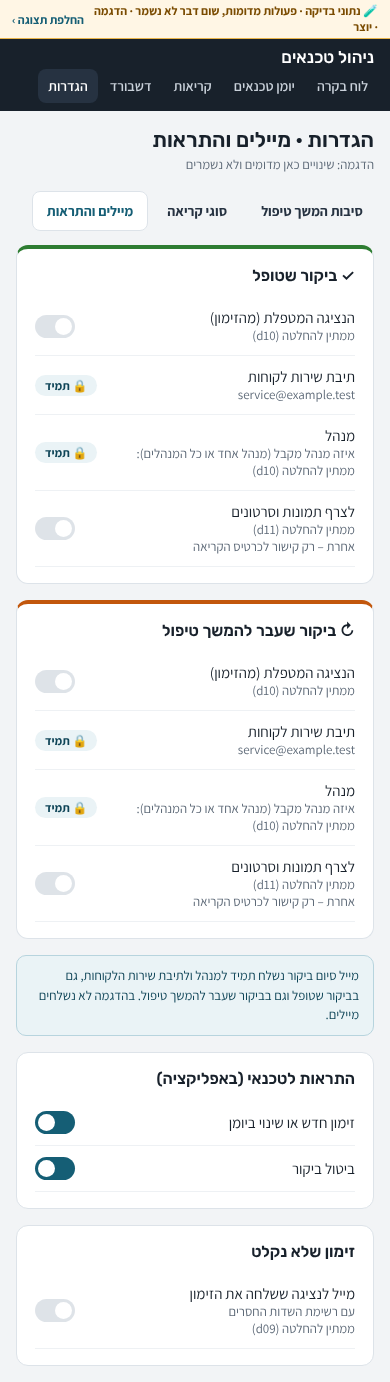 🧪 נתוני בדיקה · פעולות מדומות, שום דבר לא נשמר · הדגמה
· יוצר
החלפת תצוגה ›
ניהול טכנאים
לוח בקרה
יומן טכנאים
קריאות
דשבורד
הגדרות
הגדרות • מיילים והתראות
הדגמה: שינויים כאן מדומים ולא נשמרים
סיבות המשך טיפול
סוגי קריאה
מיילים והתראות
✓ ביקור שטופל
הנציגה המטפלת (מהזימון)
ממתין להחלטה (d10)
תיבת שירות לקוחות
service@example.test
🔒 תמיד
מנהל
איזה מנהל מקבל (מנהל אחד או כל המנהלים):
ממתין להחלטה (d10)
🔒 תמיד
לצרף תמונות וסרטונים
ממתין להחלטה (d11)
אחרת – רק קישור לכרטיס הקריאה
↻ ביקור שעבר להמשך טיפול
הנציגה המטפלת (מהזימון)
ממתין להחלטה (d10)
תיבת שירות לקוחות
service@example.test
🔒 תמיד
מנהל
איזה מנהל מקבל (מנהל אחד או כל המנהלים):
ממתין להחלטה (d10)
🔒 תמיד
לצרף תמונות וסרטונים
ממתין להחלטה (d11)
אחרת – רק קישור לכרטיס הקריאה
מייל סיום ביקור נשלח תמיד למנהל ולתיבת שירות הלקוחות, גם
בביקור שטופל וגם בביקור שעבר להמשך טיפול. בהדגמה לא נשלחים
מיילים.
התראות לטכנאי (באפליקציה)
זימון חדש או שינוי ביומן
ביטול ביקור
זימון שלא נקלט
מייל לנציגה ששלחה את הזימון
עם רשימת השדות החסרים
ממתין להחלטה (d09)